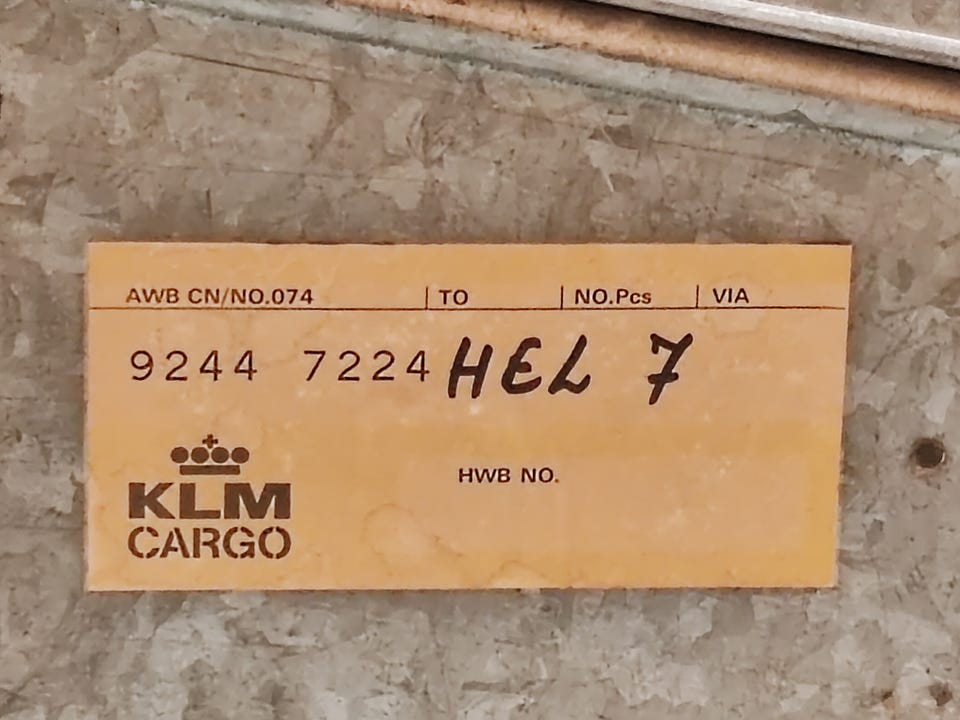 AWB CN/NO.074 | TO | NO.Pcs | VIA
9244 7224 HEL 7
HWB NO.
KLM
CARGO